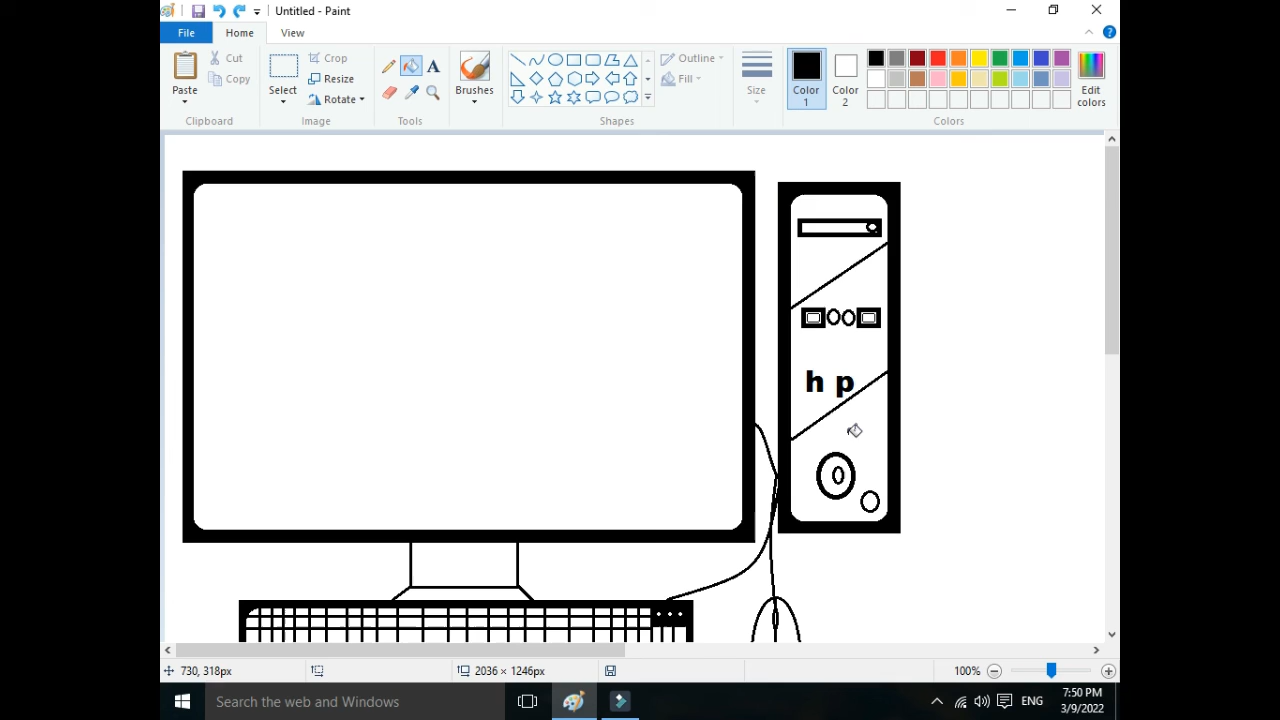 Untitled - Paint
File Home View
Paste
Cut
Copy
Clipboard
Select
Crop
Resize
Rotate
Image
A
Tools
Brushes
Shapes
Outline
Fill
Size
Color 1
Color 2
Edit colors
Colors
h p
730, 318px
2036 × 1246px
100%
Search the web and Windows
ENG
7:50 PM
3/9/2022